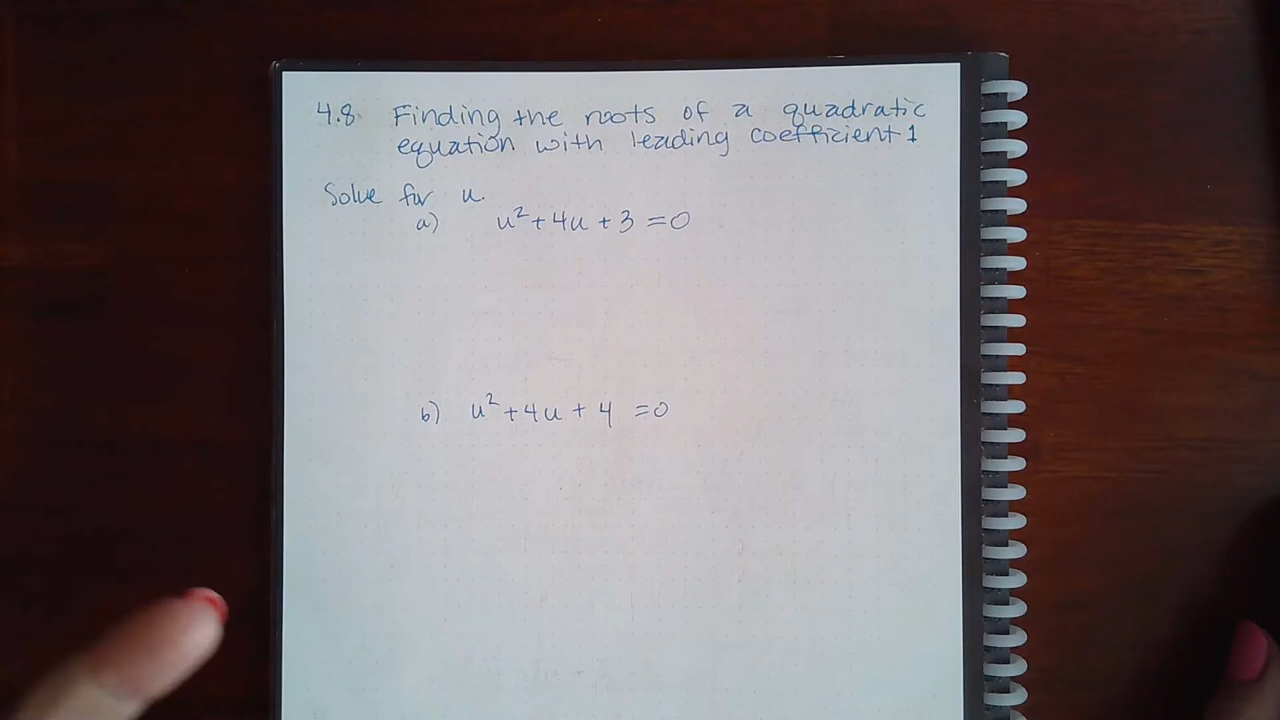 4.8 Finding the roots of a quadratic
equation with leading coefficient 1
Solve for u.
a) u² + 4u + 3 = 0
b) u² + 4u + 4 = 0